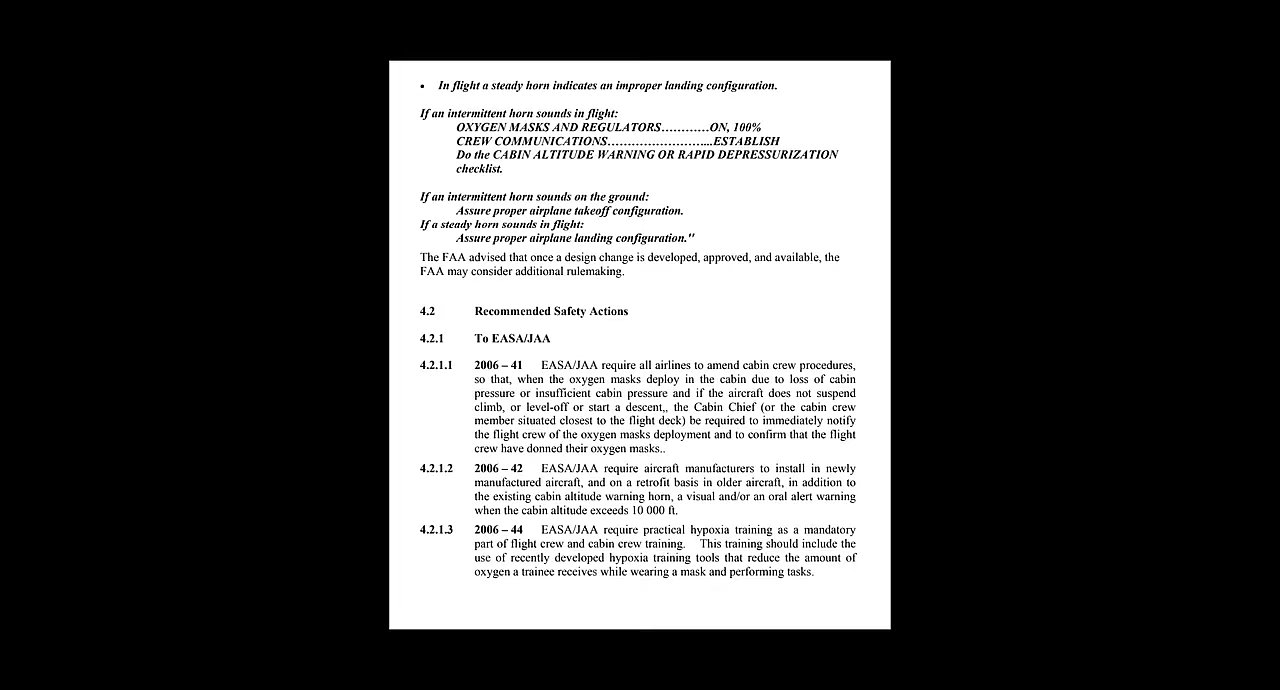 • In flight a steady horn indicates an improper landing configuration.
If an intermittent horn sounds in flight:
OXYGEN MASKS AND REGULATORS…………ON, 100%
CREW COMMUNICATIONS……………………...ESTABLISH
Do the CABIN ALTITUDE WARNING OR RAPID DEPRESSURIZATION
checklist.
If an intermittent horn sounds on the ground:
Assure proper airplane takeoff configuration.
If a steady horn sounds in flight:
Assure proper airplane landing configuration."
The FAA advised that once a design change is developed, approved, and available, the
FAA may consider additional rulemaking.
4.2 Recommended Safety Actions
4.2.1 To EASA/JAA
4.2.1.1 2006 – 41 EASA/JAA require all airlines to amend cabin crew procedures,
so that, when the oxygen masks deploy in the cabin due to loss of cabin
pressure or insufficient cabin pressure and if the aircraft does not suspend
climb, or level-off or start a descent,, the Cabin Chief (or the cabin crew
member situated closest to the flight deck) be required to immediately notify
the flight crew of the oxygen masks deployment and to confirm that the flight
crew have donned their oxygen masks..
4.2.1.2 2006 – 42 EASA/JAA require aircraft manufacturers to install in newly
manufactured aircraft, and on a retrofit basis in older aircraft, in addition to
the existing cabin altitude warning horn, a visual and/or an oral alert warning
when the cabin altitude exceeds 10 000 ft.
4.2.1.3 2006 – 44 EASA/JAA require practical hypoxia training as a mandatory
part of flight crew and cabin crew training. This training should include the
use of recently developed hypoxia training tools that reduce the amount of
oxygen a trainee receives while wearing a mask and performing tasks.